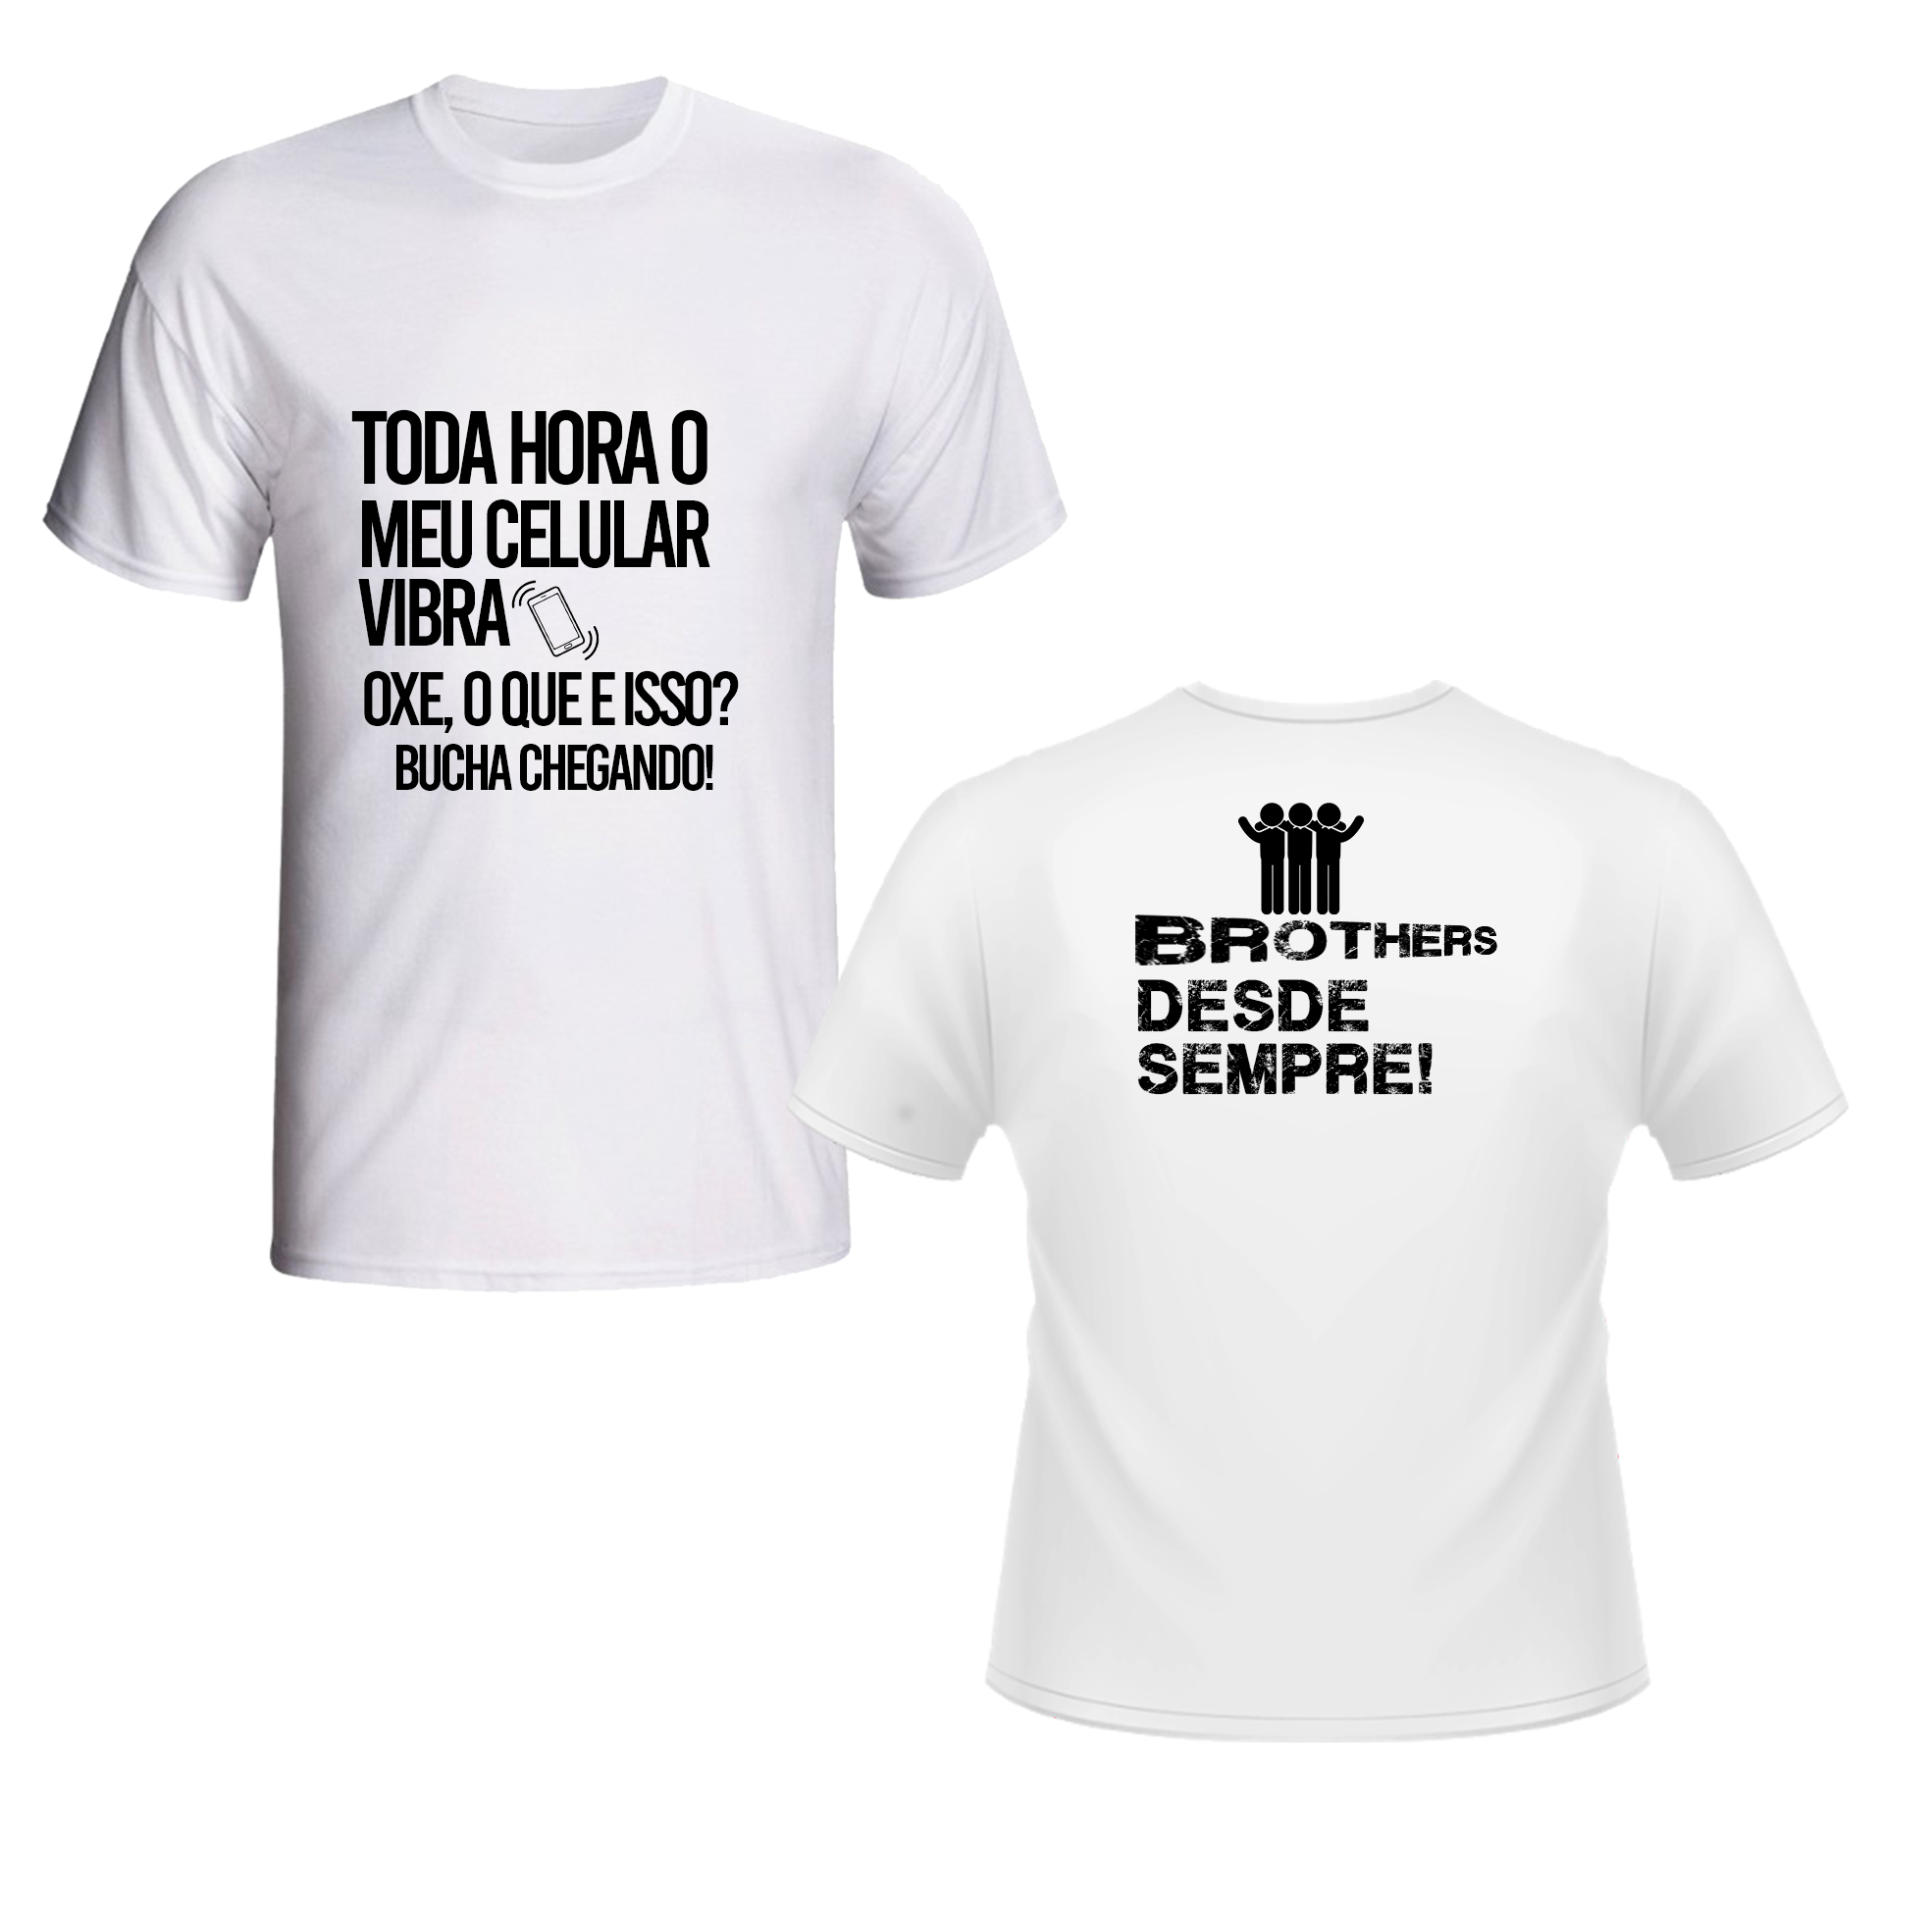 TODA HORA O
MEU CELULAR
VIBRA
OXE, O QUE E ISSO?
BUCHA CHEGANDO!
BROTHERS
DESDE
SEMPRE!